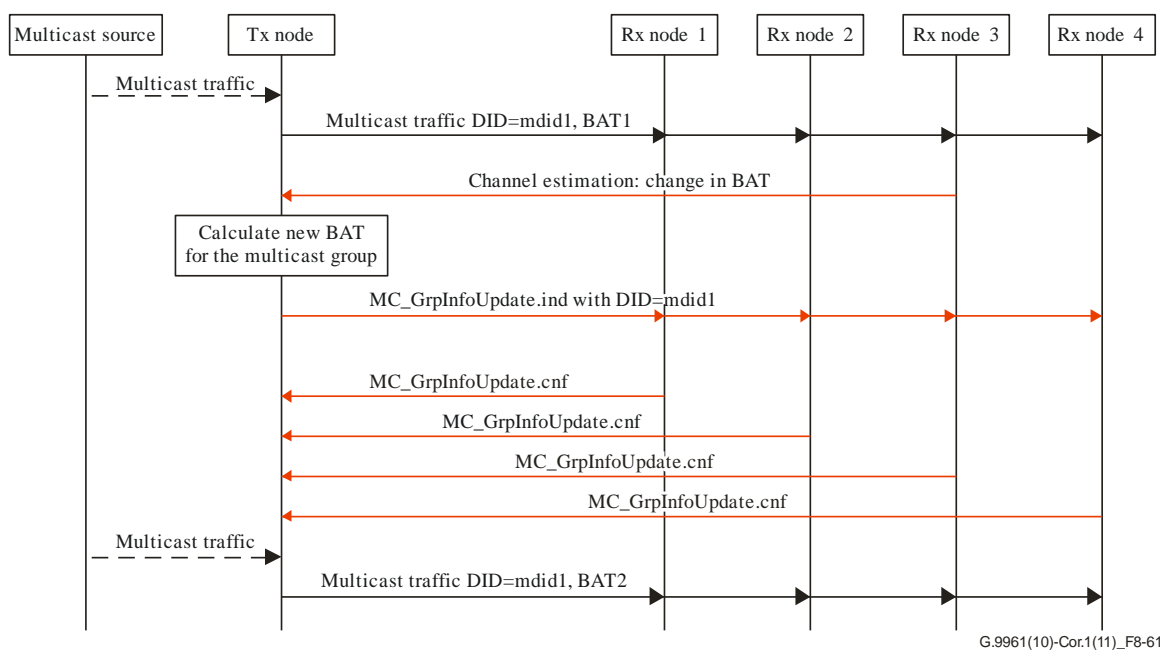 Multicast source
Tx node
Rx node 1
Rx node 2
Rx node 3
Rx node 4
Multicast traffic
Multicast traffic DID=mdid1, BAT1
Channel estimation: change in BAT
Calculate new BAT
for the multicast group
MC_GrpInfoUpdate.ind with DID=mdid1
MC_GrpInfoUpdate.cnf
MC_GrpInfoUpdate.cnf
MC_GrpInfoUpdate.cnf
MC_GrpInfoUpdate.cnf
Multicast traffic
Multicast traffic DID=mdid1, BAT2
G.9961(10)-Cor.1(11)_F8-61